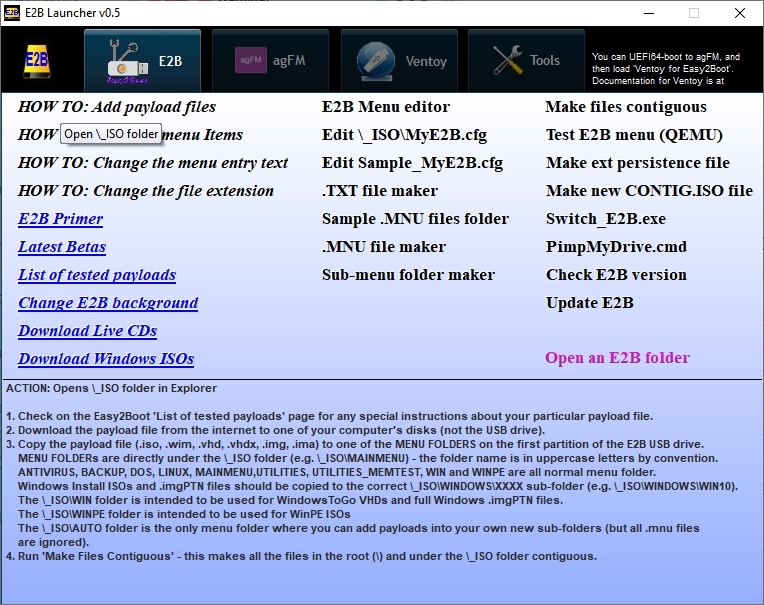 E2B Launcher v0.5
E2B
E2B
Easy2Boot
agFM
agFM
Ventoy
Tools
You can UEFI64-boot to agFM, and
then load 'Ventoy for Easy2Boot'.
Documentation for Ventoy is at
HOW TO: Add payload files
HOW
menu Items
Open \_ISO folder
HOW TO: Change the menu entry text
HOW TO: Change the file extension
E2B Primer
Latest Betas
List of tested payloads
Change E2B background
Download Live CDs
Download Windows ISOs
E2B Menu editor
Edit \_ISO\MyE2B.cfg
Edit Sample_MyE2B.cfg
.TXT file maker
Sample .MNU files folder
.MNU file maker
Sub-menu folder maker
Make files contiguous
Test E2B menu (QEMU)
Make ext persistence file
Make new CONTIG.ISO file
Switch_E2B.exe
PimpMyDrive.cmd
Check E2B version
Update E2B
Open an E2B folder
ACTION: Opens \_ISO folder in Explorer
1. Check on the Easy2Boot 'List of tested payloads' page for any special instructions about your particular payload file.
2. Download the payload file from the internet to one of your computer's disks (not the USB drive).
3. Copy the payload file (.iso, .wim, .vhd, .vhdx, .img, .ima) to one of the MENU FOLDERS on the first partition of the E2B USB drive.
MENU FOLDERs are directly under the \_ISO folder (e.g. \_ISO\MAINMENU) - the folder name is in uppercase letters by convention.
ANTIVIRUS, BACKUP, DOS, LINUX, MAINMENU,UTILITIES, UTILITIES_MEMTEST, WIN and WINPE are all normal menu folder.
Windows Install ISOs and .imgPTN files should be copied to the correct \_ISO\WINDOWS\XXXX sub-folder (e.g. \_ISO\WINDOWS\WIN10).
The \_ISO\WIN folder is intended to be used for WindowsToGo VHDs and full Windows .imgPTN files.
The \_ISO\WINPE folder is intended to be used for WinPE ISOs
The \_ISO\AUTO folder is the only menu folder where you can add payloads into your own new sub-folders (but all .mnu files
are ignored).
4. Run 'Make Files Contiguous' - this makes all the files in the root (\) and under the \_ISO folder contiguous.